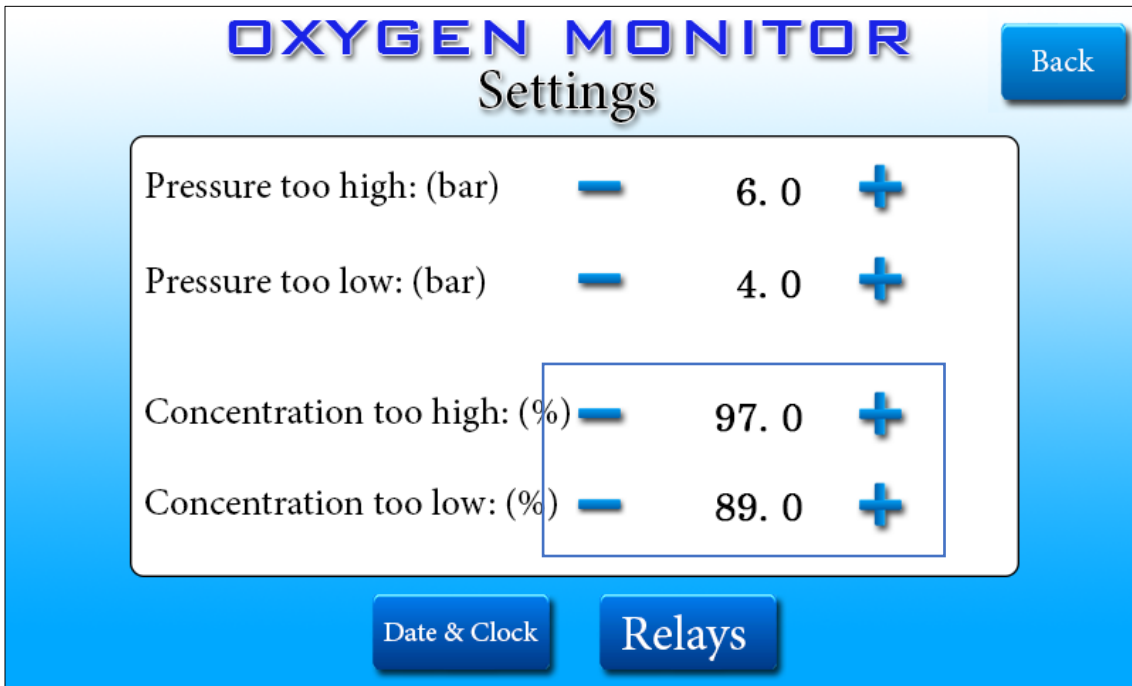 OXYGEN MONITOR
Settings
Back
Pressure too high: (bar) 6. 0
Pressure too low: (bar) 4. 0
Concentration too high: (%) 97. 0
Concentration too low: (%) 89. 0
Date & Clock Relays